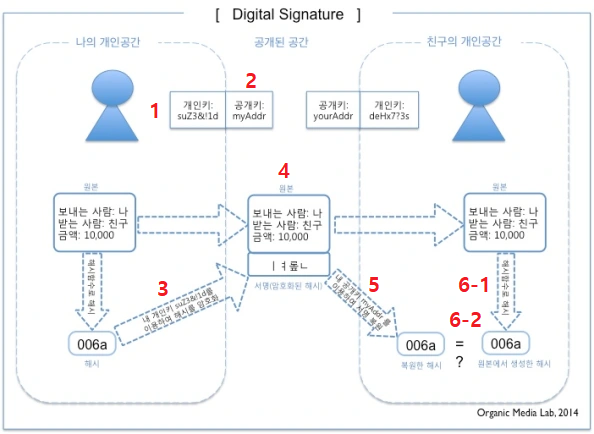 [ Digital Signature ]
나의 개인공간
공개된 공간
친구의 개인공간
1
2
개인키:
suZ3&!1d
공개키:
myAddr
공개키:
yourAddr
개인키:
deHx7?3s
4
원본
보내는 사람: 나
받는 사람: 친구
금액: 10,000
원본
보내는 사람: 나
받는 사람: 친구
금액: 10,000
원본
보내는 사람: 나
받는 사람: 친구
금액: 10,000
서명(암호화된 해시)
해시함수로 해시
3
내 개인키 suZ3&!1d를
이용하여 해시를 암호화
5
내 공개키 myAddr를
이용하여 서명 복원
6-1
해시함수로 해시
6-2
006a
해시
006a
복원한 해시
=
?
006a
원본에서 생성한 해시
Organic Media Lab, 2014